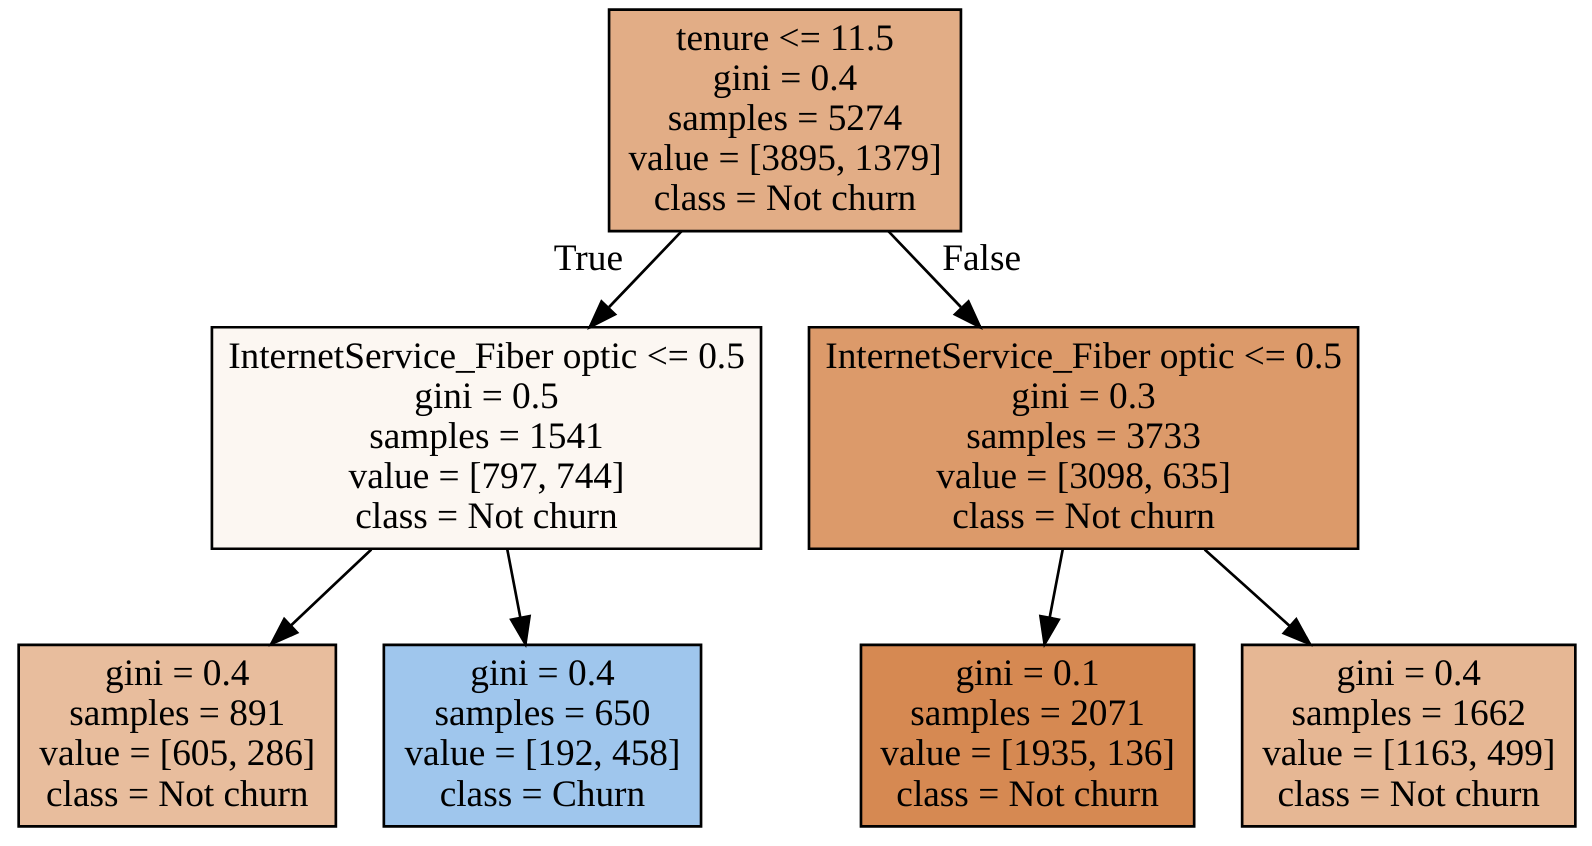 tenure <= 11.5
gini = 0.4
samples = 5274
value = [3895, 1379]
class = Not churn
True
False
InternetService_Fiber optic <= 0.5
gini = 0.5
samples = 1541
value = [797, 744]
class = Not churn
InternetService_Fiber optic <= 0.5
gini = 0.3
samples = 3733
value = [3098, 635]
class = Not churn
gini = 0.4
samples = 891
value = [605, 286]
class = Not churn
gini = 0.4
samples = 650
value = [192, 458]
class = Churn
gini = 0.1
samples = 2071
value = [1935, 136]
class = Not churn
gini = 0.4
samples = 1662
value = [1163, 499]
class = Not churn